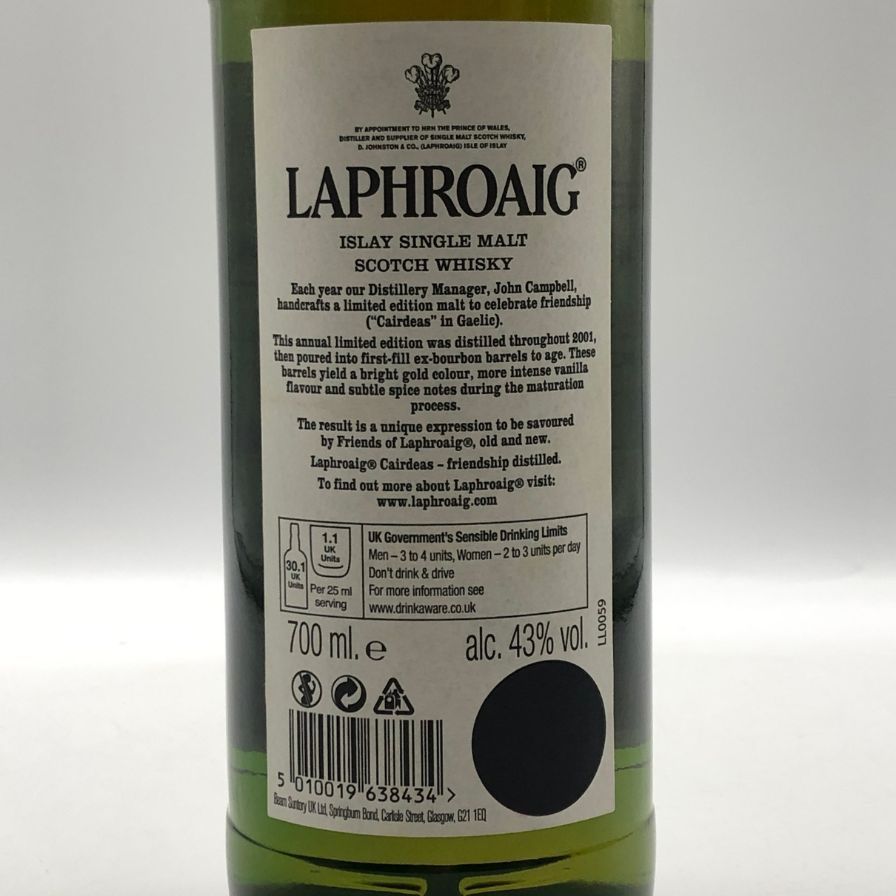 BY APPOINTMENT TO HRH THE PRINCE OF WALES,
DISTILLER AND SUPPLIER OF SINGLE MALT SCOTCH WHISKY,
D. JOHNSTON & CO., (LAPHROAIG) ISLE OF ISLAY
LAPHROAIG®
ISLAY SINGLE MALT
SCOTCH WHISKY
Each year our Distillery Manager, John Campbell,
handcrafts a limited edition malt to celebrate friendship
("Cairdeas" in Gaelic).
This annual limited edition was distilled throughout 2001,
then poured into first-fill ex-bourbon barrels to age. These
barrels yield a bright gold colour, more intense vanilla
flavour and subtle spice notes during the maturation
process.
The result is a unique expression to be savoured
by Friends of Laphroaig®, old and new.
Laphroaig® Cairdeas – friendship distilled.
To find out more about Laphroaig® visit:
www.laphroaig.com
30.1
UK
Units
1.1
UK
Units
Per 25 ml
serving
UK Government's Sensible Drinking Limits
Men – 3 to 4 units, Women – 2 to 3 units per day
Don't drink & drive
For more information see
www.drinkaware.co.uk
700 ml. e
alc. 43% vol.
LL0059
5 010019 638434 >
Beam Suntory UK Ltd, Springburn Bond, Carlisle Street, Glasgow, G21 1EQ